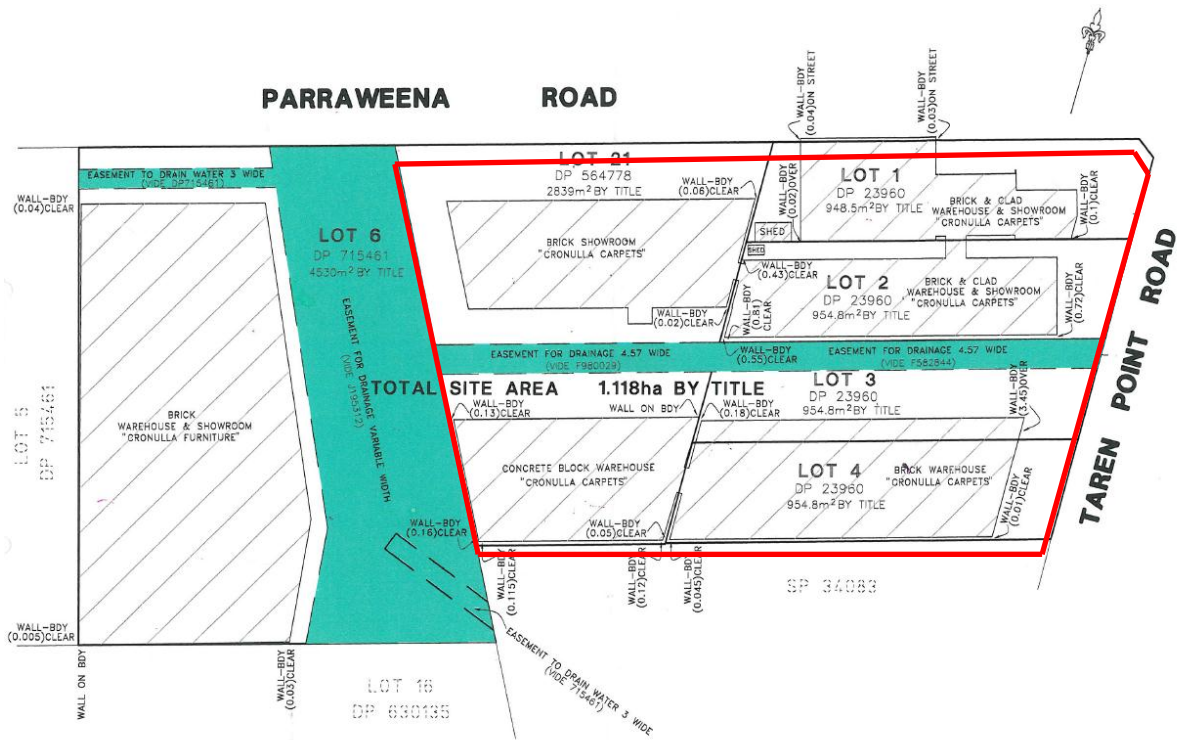 PARRAWEENA ROAD
WALL-BDY
(0.04)ON STREET
WALL-BDY
(0.03)ON STREET
EASEMENT TO DRAIN WATER 3 WIDE
(VIDE DP715461)
WALL-BDY
(0.04)CLEAR
LOT 6
DP 715461
4530m² BY TITLE
EASEMENT FOR DRAINAGE VARIABLE WIDTH
(VIDE J195312)
LOT 21
DP 564778
2839m² BY TITLE
WALL-BDY
(0.06)CLEAR
WALL-BDY
(0.02)OVER
LOT 1
DP 23960
948.5m² BY TITLE
BRICK & CLAD
WAREHOUSE & SHOWROOM
"CRONULLA CARPETS"
WALL-BDY
(0.1)CLEAR
SHED
SHED
BRICK SHOWROOM
"CRONULLA CARPETS"
WALL-BDY
(0.43)CLEAR
LOT 2
DP 23960
954.8m² BY TITLE
BRICK & CLAD
WAREHOUSE & SHOWROOM
"CRONULLA CARPETS"
WALL-BDY
(0.72)CLEAR
WALL-BDY
(0.02)CLEAR
WALL-BDY
(0.81)
CLEAR
EASEMENT FOR DRAINAGE 4.57 WIDE
(VIDE F980029)
WALL-BDY
(0.55)CLEAR
EASEMENT FOR DRAINAGE 4.57 WIDE
(VIDE F582844)
TAREN POINT ROAD
TOTAL SITE AREA 1.118ha BY TITLE
LOT 3
DP 23960
954.8m² BY TITLE
WALL-BDY
(0.13)CLEAR
WALL ON BDY
WALL-BDY
(0.18)CLEAR
WALL-BDY
(3.45)OVER
LOT 5
DP 715461
BRICK
WAREHOUSE & SHOWROOM
"CRONULLA FURNITURE"
CONCRETE BLOCK WAREHOUSE
"CRONULLA CARPETS"
LOT 4
DP 23960
954.8m² BY TITLE
BRICK WAREHOUSE
"CRONULLA CARPETS"
WALL-BDY
(0.01)CLEAR
WALL-BDY
(0.16)CLEAR
WALL-BDY
(0.05)CLEAR
WALL-BDY
(0.115)CLEAR
WALL-BDY
(0.12)CLEAR
WALL-BDY
(0.045)CLEAR
SP 34083
WALL-BDY
(0.005)CLEAR
WALL ON BDY
WALL-BDY
(0.03)CLEAR
EASEMENT TO DRAIN WATER 3 WIDE
(VIDE 715461)
LOT 16
DP 630135